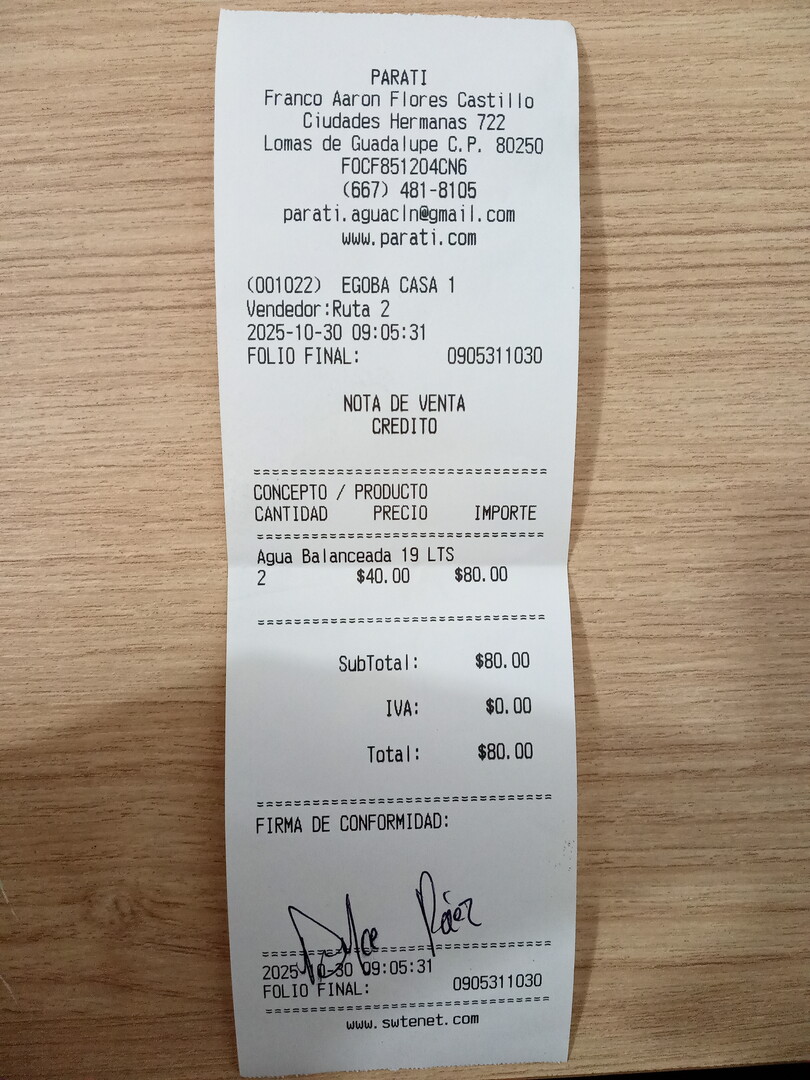 PARATI
Franco Aaron Flores Castillo
Ciudades Hermanas 722
Lomas de Guadalupe C.P. 80250
FOCF851204CN6
(667) 481-8105
parati.aguacln@gmail.com
www.parati.com
(001022) EGOBA CASA 1
Vendedor:Ruta 2
2025-10-30 09:05:31
FOLIO FINAL: 0905311030
NOTA DE VENTA
CREDITO
CONCEPTO / PRODUCTO
CANTIDAD PRECIO IMPORTE
Agua Balanceada 19 LTS
2 $40.00 $80.00
SubTotal: $80.00
IVA: $0.00
Total: $80.00
FIRMA DE CONFORMIDAD:
Dulce Páez
2025-10-30 09:05:31
FOLIO FINAL: 0905311030
www.swtenet.com